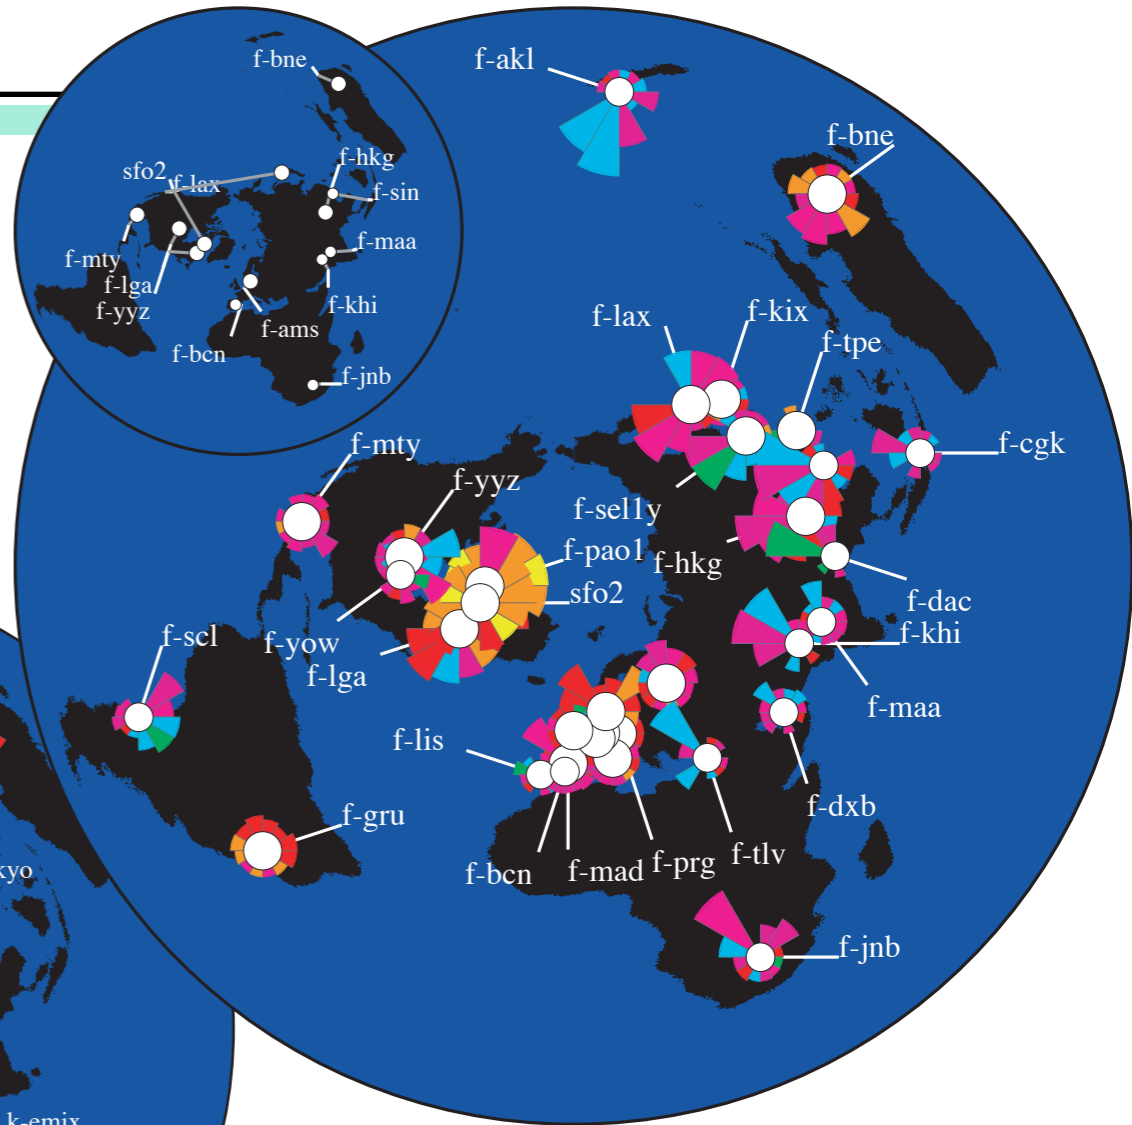 f-bne
f-hkg
sfo2
f-lax
f-sin
f-maa
f-mty
f-lga
f-yyz
f-khi
f-ams
f-bcn
f-jnb
f-akl
f-bne
f-lax
f-kix
f-tpe
f-mty
f-cgk
f-yyz
f-sel1y
f-pao1
f-hkg
sfo2
f-dac
f-scl
f-yow
f-khi
f-lga
f-maa
f-lis
f-dxb
f-gru
f-tlv
f-prg
f-mad
f-bcn
kyo
f-jnb
k-emix